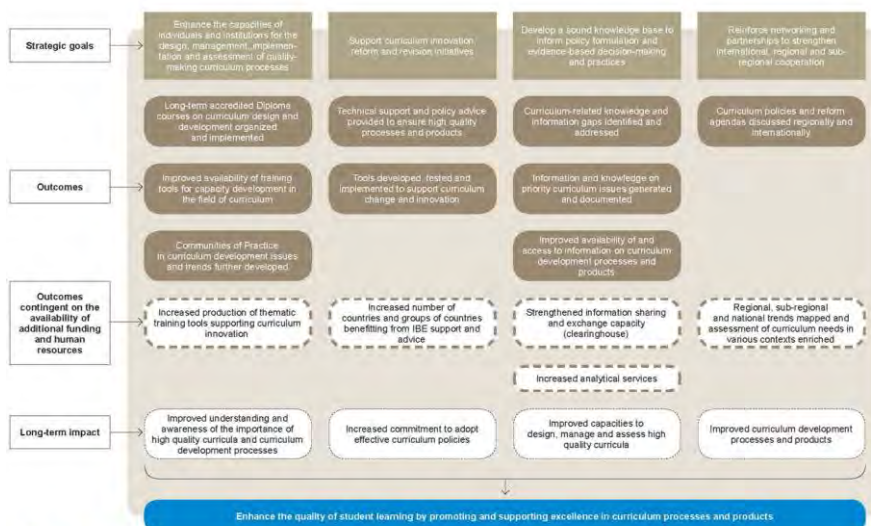 Strategic goals
Enhance the capacities of
individuals and institutions for the
design, management, implemen-
tation and assessment of quality-
making curriculum processes
Support curriculum innovation
reform and revision initiatives
Develop a sound knowledge base to
inform policy formulation and
evidence-based decision-making
and practices
Reinforce networking and
partnerships to strengthen
international, regional and sub-
regional cooperation
Outcomes
Long-term accredited Diploma
courses on curriculum design and
development organized
and implemented
Technical support and policy advice
provided to ensure high quality
processes and products
Curriculum-related knowledge and
information gaps identified and
addressed
Curriculum policies and reform
agendas discussed regionally and
internationally
Improved availability of training
tools for capacity development in
the field of curriculum
Tools developed, tested and
implemented to support curriculum
change and innovation
Information and knowledge on
priority curriculum issues generated
and documented
Communities of Practice
in curriculum development issues
and trends further developed
Improved availability of and
access to information on curriculum
development processes and
products
Outcomes
contingent on the
availability of
additional funding
and human
resources
Increased production of thematic
training tools supporting curriculum
innovation
Increased number of
countries and groups of countries
benefitting from IBE support and
advice
Strengthened information sharing
and exchange capacity
(clearinghouse)
Regional, sub-regional
and national trends mapped and
assessment of curriculum needs in
various contexts enriched
Increased analytical services
Long-term impact
Improved understanding and
awareness of the importance of
high quality curricula and curriculum
development processes
Increased commitment to adopt
effective curriculum policies
Improved capacities to
design, manage and assess high
quality curricula
Improved curriculum development
processes and products
Enhance the quality of student learning by promoting and supporting excellence in curriculum processes and products